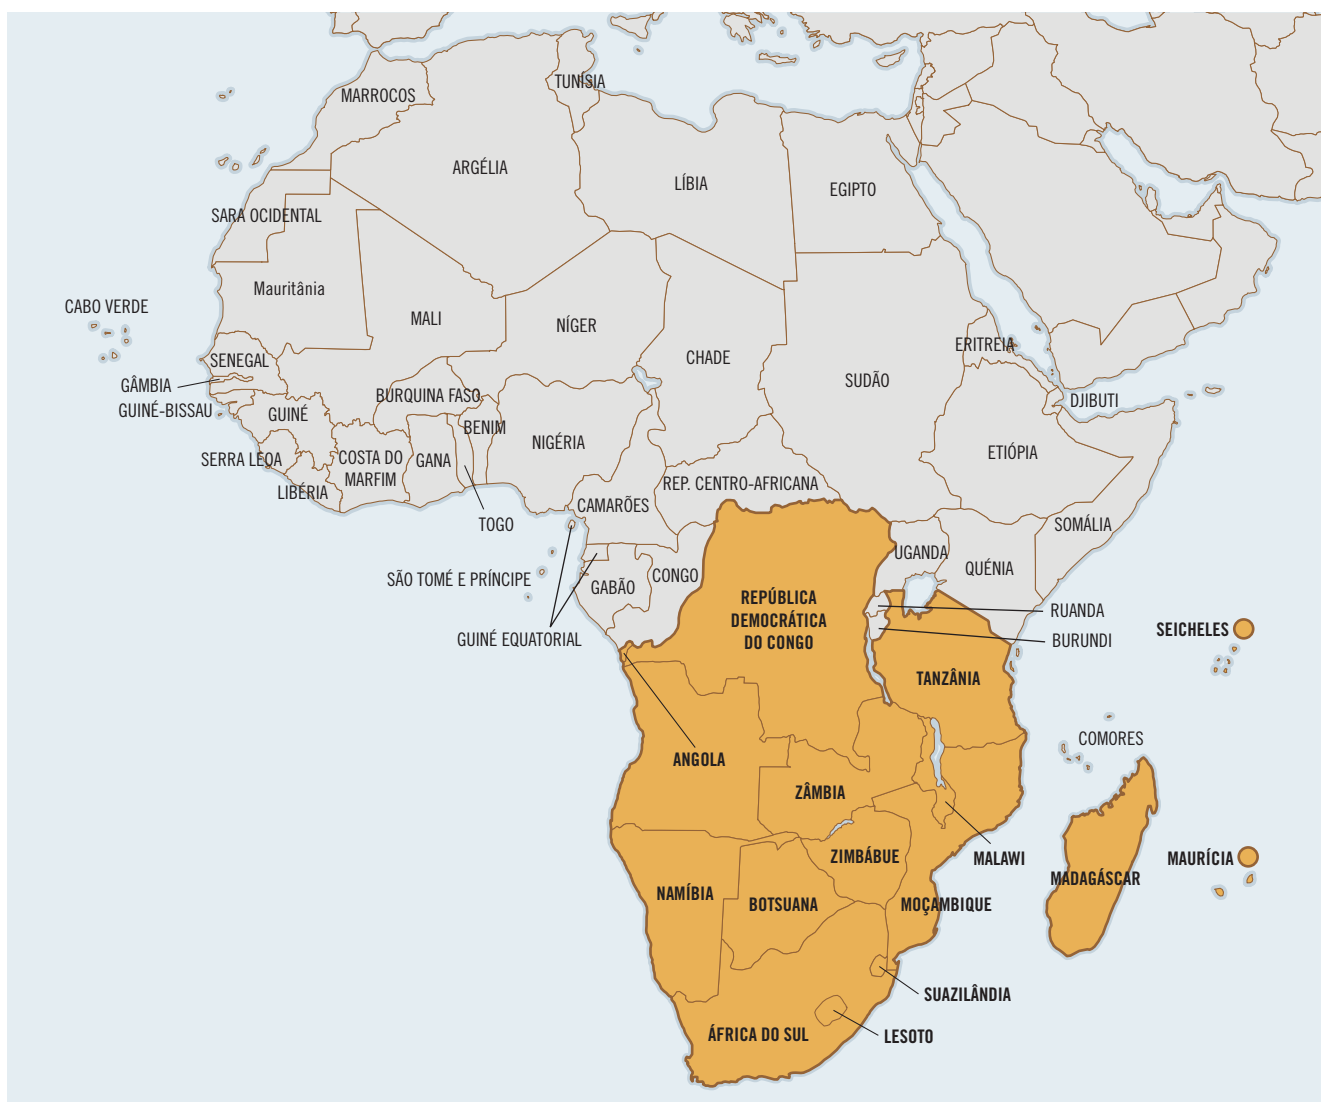 TUNÍSIA
MARROCOS
ARGÉLIA
LÍBIA
EGIPTO
SARA OCIDENTAL
Mauritânia
CABO VERDE
MALI
NÍGER
CHADE
ERITREIA
SENEGAL
SUDÃO
GÂMBIA
BURQUINA FASO
DJIBUTI
GUINÉ-BISSAU
GUINÉ
BENIM
NIGÉRIA
ETIÓPIA
SERRA LEOA
COSTA DO
MARFIM
GANA
REP. CENTRO-AFRICANA
LIBÉRIA
CAMARÕES
TOGO
SOMÁLIA
UGANDA
QUÉNIA
SÃO TOMÉ E PRÍNCIPE
GABÃO
CONGO
REPÚBLICA
DEMOCRÁTICA
DO CONGO
RUANDA
GUINÉ EQUATORIAL
BURUNDI
SEICHELES
TANZÂNIA
COMORES
ANGOLA
ZÂMBIA
ZIMBÁBUE
MALAWI
MAURÍCIA
MADAGÁSCAR
NAMÍBIA
BOTSUANA
MOÇAMBIQUE
SUAZILÂNDIA
ÁFRICA DO SUL
LESOTO